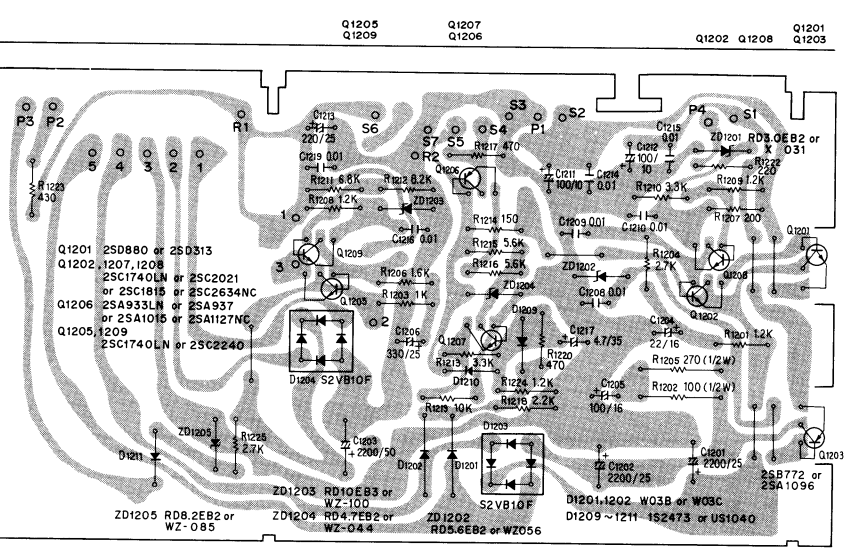 Q1205
Q1209
Q1207
Q1206
Q1202 Q1208
Q1201
Q1203
P3 P2
R1
C1213
220/25
S6
S7 S5 S4
S3
P1
S2
P4 S1
5 4 3 2 1
R1223
430
C1219 0.01
R2
R1217 470
Q1206
R1211 6.8K
R1212 8.2K
R1208 1.2K
ZD1203
1
C1216 0.01
C1211
100/10
C1214
0.01
C1212
100/
10
C1215
0.01
ZD1201
RD3.0EB2 or
X 031
R1222
220
R1210 3.3K
R1209 1.2K
R1207 200
C1210 0.01
Q1201
R1214 150
C1209 0.01
R1215 5.6K
R1216 5.6K
R1204
2.7K
Q1208
Q1209
3
Q1201 2SD880 or 2SD313
Q1202,1207,1208
2SC1740LN or 2SC2021
or 2SC1815 or 2SC2634NC
Q1206 2SA933LN or 2SA937
or 2SA1015 or 2SA1127NC
Q1205,1209
2SC1740LN or 2SC2240
Q1205
R1206 1.6K
R1203 1K
ZD1204
ZD1202
C1208 0.01
Q1202
2
D1209
C1206
330/25
Q1207
C1217
4.7/35
C1204
22/16
R1201 1.2K
R1213 3.3K
R1220
470
R1205 270 (1/2W)
D1204 S2VB10F
D1210
R1224 1.2K
R1218 2.2K
C1205
100/16
R1202 100 (1/2W)
R1213 10K
D1203
D1211
ZD1205
R1225
2.7K
C1203
2200/50
D1202
D1201
C1202
2200/25
C1201
2200/25
Q1203
2SB772 or
2SA1096
S2VB10F
ZD1203 RD10EB3 or
WZ-100
ZD1204 RD4.7EB2 or
WZ-044
ZD1205 RD8.2EB2 or
WZ-085
ZD1202
RD5.6EB2 or WZ056
D1201,1202 W03B or W03C
D1209~1211 1S2473 or US1040